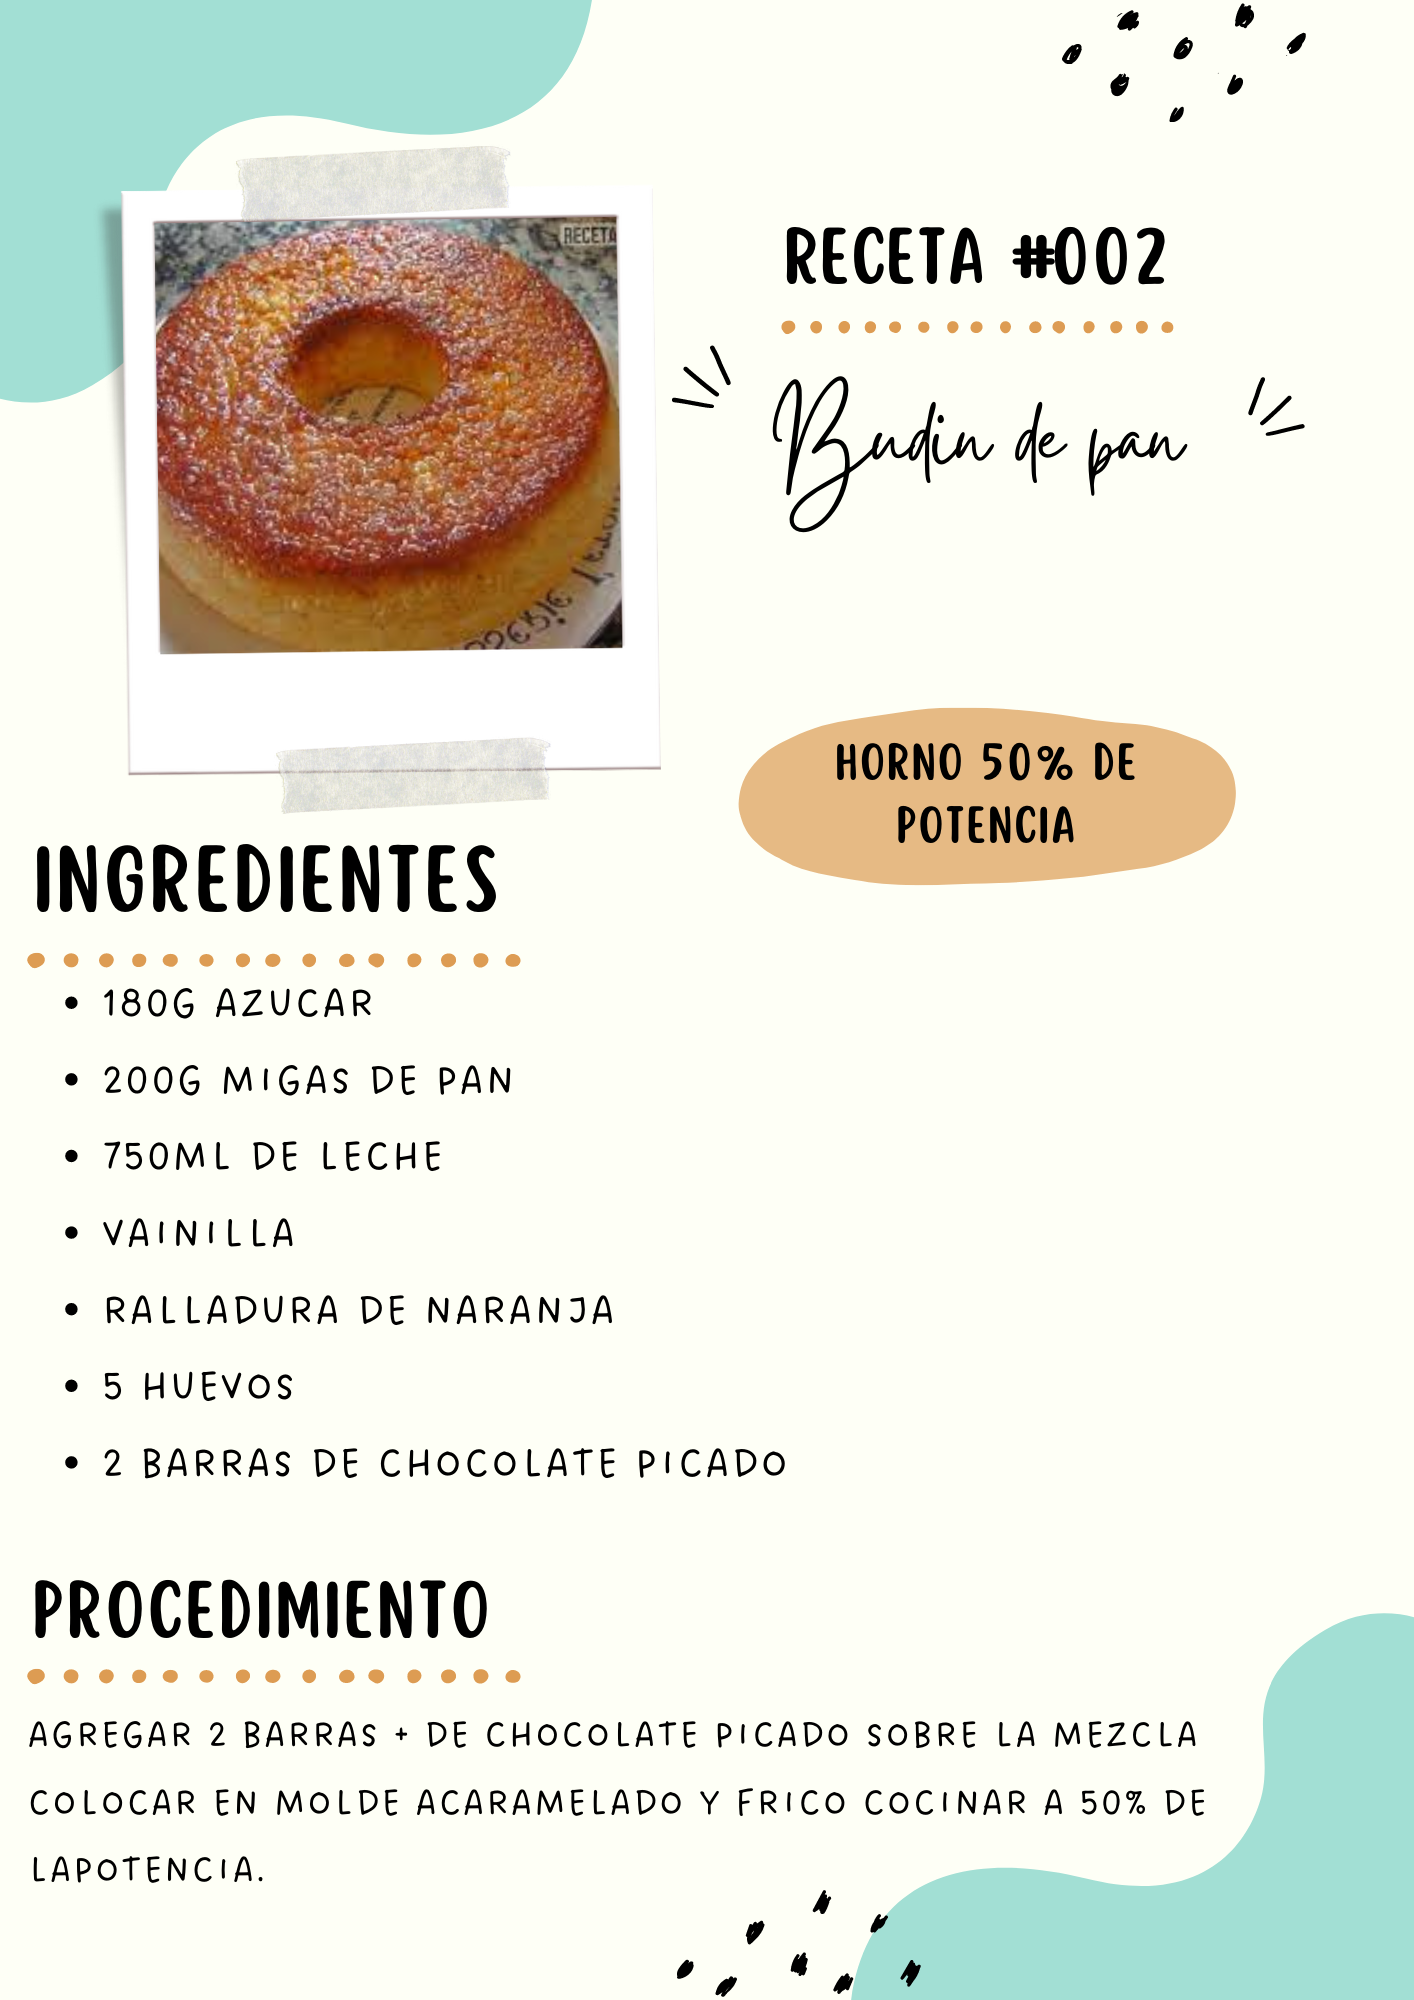 RECETA
RECETA #002
Budin de pan
HORNO 50% DE
POTENCIA
INGREDIENTES
• 180G AZUCAR
• 200G MIGAS DE PAN
• 750ML DE LECHE
• VAINILLA
• RALLADURA DE NARANJA
• 5 HUEVOS
• 2 BARRAS DE CHOCOLATE PICADO
PROCEDIMIENTO
AGREGAR 2 BARRAS + DE CHOCOLATE PICADO SOBRE LA MEZCLA
COLOCAR EN MOLDE ACARAMELADO Y FRICO COCINAR A 50% DE
LAPOTENCIA.